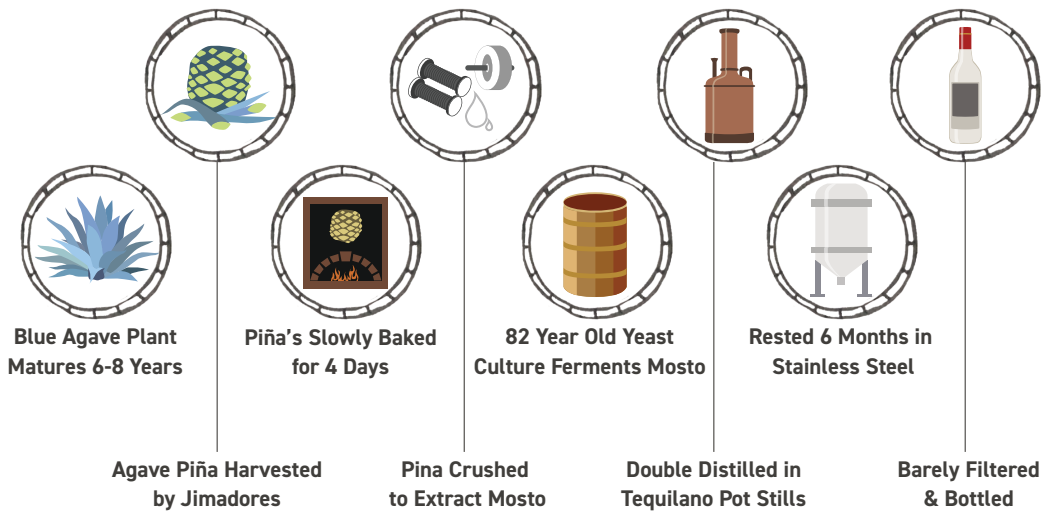 Blue Agave Plant
Matures 6-8 Years
Agave Piña Harvested
by Jimadores
Piña’s Slowly Baked
for 4 Days
Pina Crushed
to Extract Mosto
82 Year Old Yeast
Culture Ferments Mosto
Double Distilled in
Tequilano Pot Stills
Rested 6 Months in
Stainless Steel
Barely Filtered
& Bottled